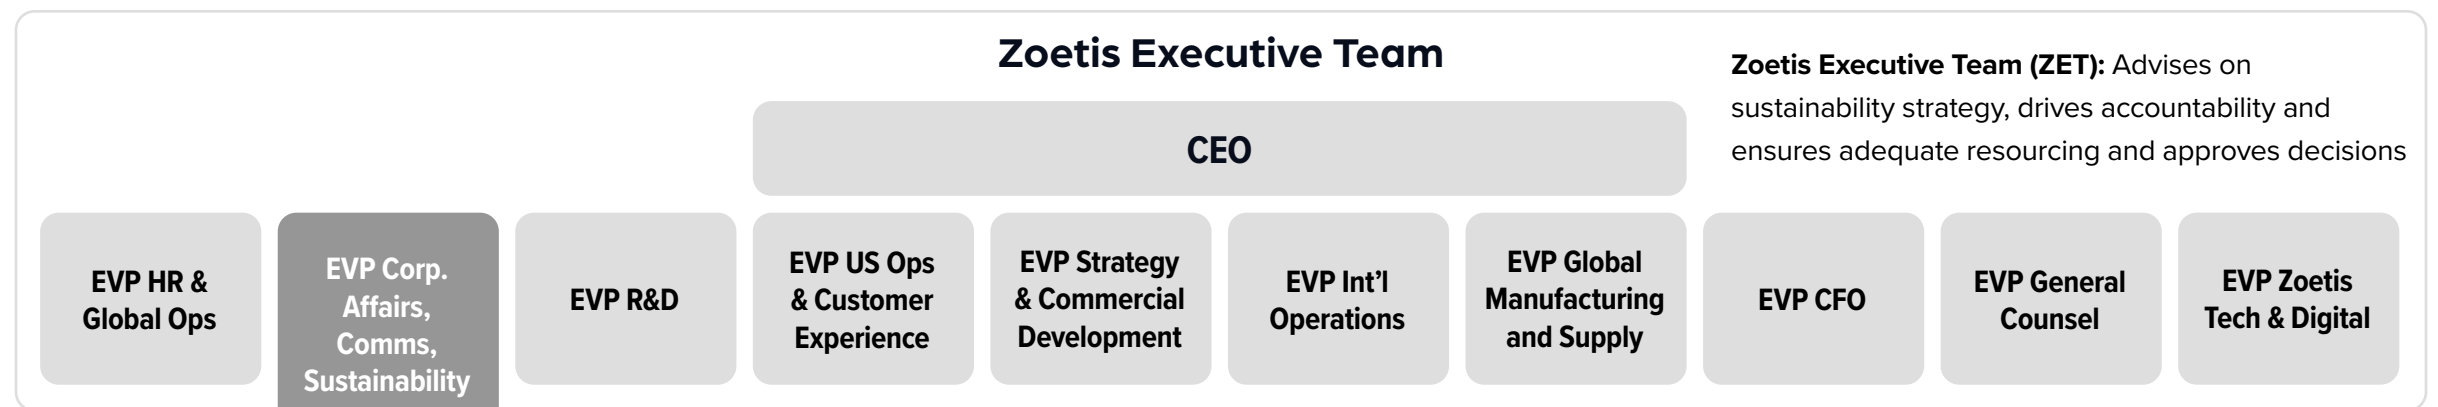 Zoetis Executive Team
Zoetis Executive Team (ZET): Advises on
sustainability strategy, drives accountability and
ensures adequate resourcing and approves decisions
CEO
EVP HR &
Global Ops
EVP Corp.
Affairs,
Comms,
Sustainability
EVP R&D
EVP US Ops
& Customer
Experience
EVP Strategy
& Commercial
Development
EVP Int’l
Operations
EVP Global
Manufacturing
and Supply
EVP CFO
EVP General
Counsel
EVP Zoetis
Tech & Digital